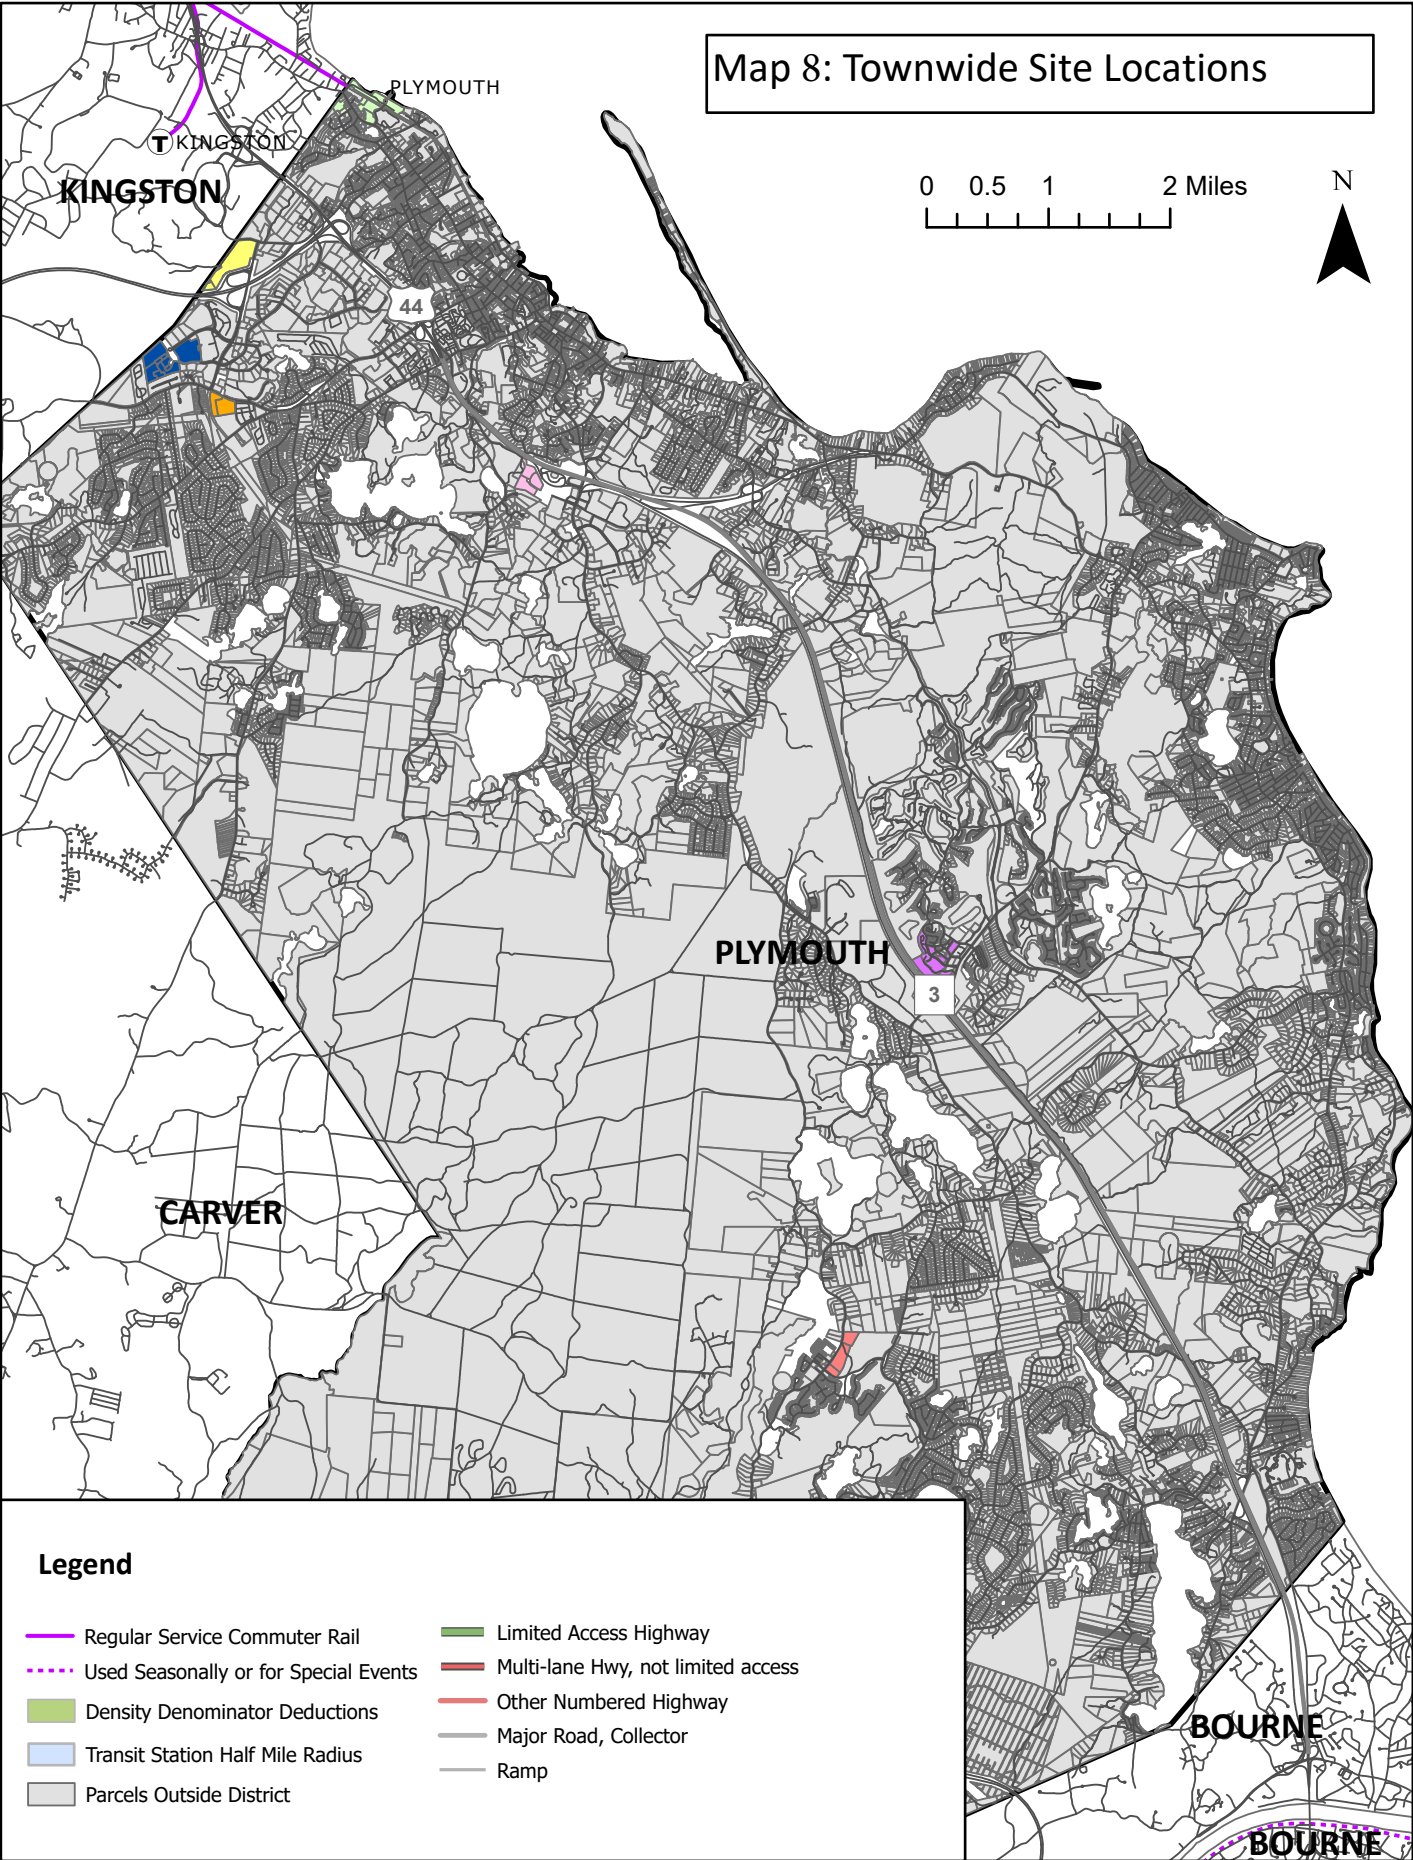 Map 8: Townwide Site Locations
PLYMOUTH
T KINGSTON
KINGSTON
0 0.5 1 2 Miles
N
44
PLYMOUTH
3
CARVER
BOURNE
BOURNE
Legend
Regular Service Commuter Rail
Used Seasonally or for Special Events
Density Denominator Deductions
Transit Station Half Mile Radius
Parcels Outside District
Limited Access Highway
Multi-lane Hwy, not limited access
Other Numbered Highway
Major Road, Collector
Ramp